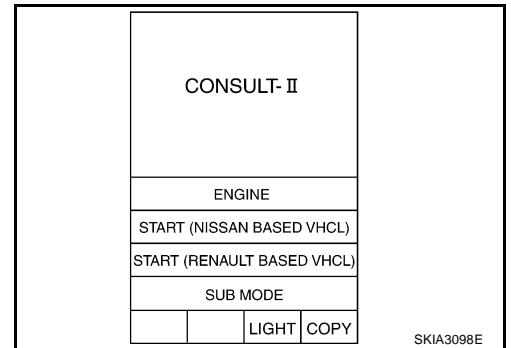 CONSULT-II
ENGINE
START (NISSAN BASED VHCL)
START (RENAULT BASED VHCL)
SUB MODE
LIGHT COPY
SKIA3098E